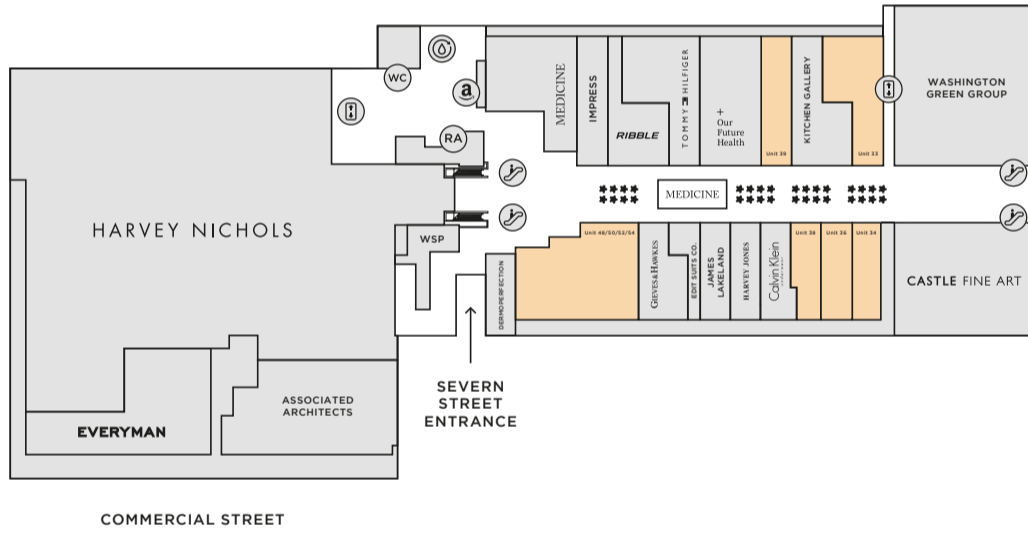 WC
a
RA
MEDICINE
IMPRESS
RIBBLE
TOMMY HILFIGER
+
Our
Future
Health
Unit 39
KITCHEN GALLERY
Unit 33
WASHINGTON
GREEN GROUP
HARVEY NICHOLS
MEDICINE
WSP
DERMOPERFECTION
Unit 48/50/52/54
GIEVES & HAWKES
EDIT SUITS CO.
JAMES
LAKELAND
HARVEY JONES
Calvin Klein
Unit 38
Unit 36
Unit 34
CASTLE FINE ART
SEVERN
STREET
ENTRANCE
ASSOCIATED
ARCHITECTS
EVERYMAN
COMMERCIAL STREET